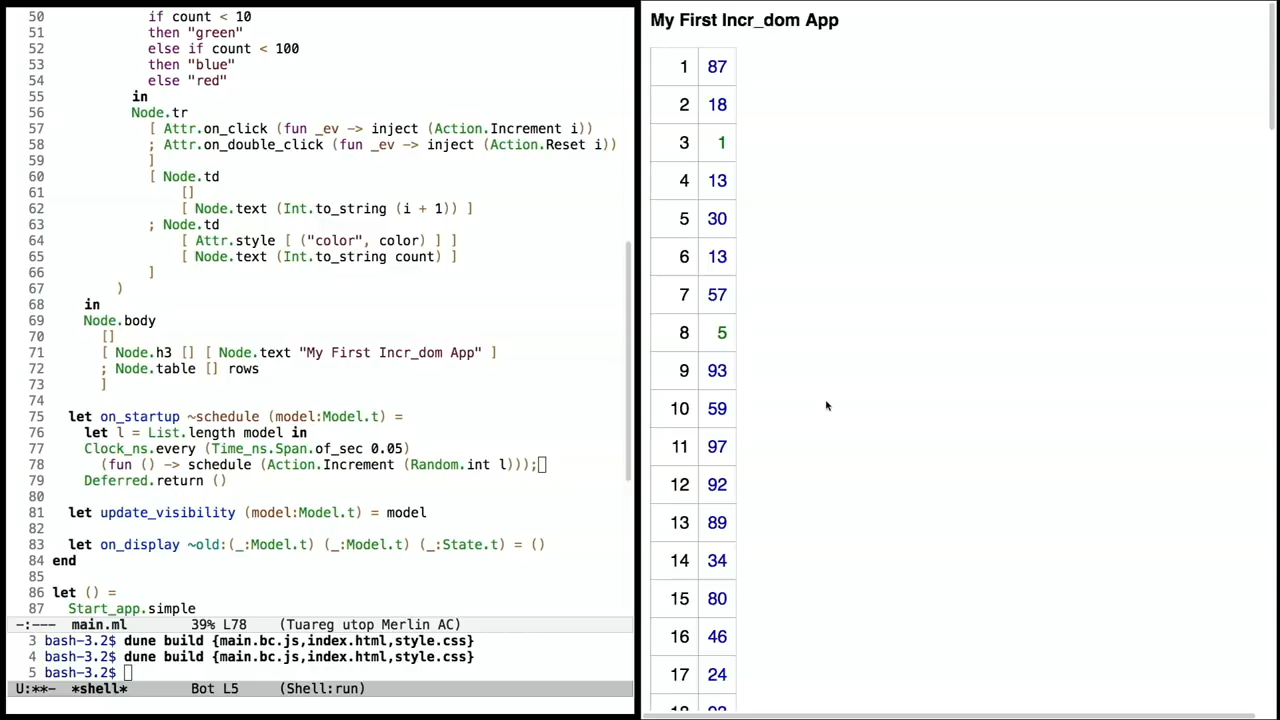 50 if count < 10
51 then "green"
52 else if count < 100
53 then "blue"
54 else "red"
55 in
56 Node.tr
57 [ Attr.on_click (fun _ev -> inject (Action.Increment i))
58 ; Attr.on_double_click (fun _ev -> inject (Action.Reset i))
59 ]
60 [ Node.td
61 []
62 [ Node.text (Int.to_string (i + 1)) ]
63 ; Node.td
64 [ Attr.style [ ("color", color) ] ]
65 [ Node.text (Int.to_string count) ]
66 ]
67 )
68 in
69 Node.body
70 []
71 [ Node.h3 [] [ Node.text "My First Incr_dom App" ]
72 ; Node.table [] rows
73 ]
74
75 let on_startup ~schedule (model:Model.t) =
76 let l = List.length model in
77 Clock_ns.every (Time_ns.Span.of_sec 0.05)
78 (fun () -> schedule (Action.Increment (Random.int l)));
79 Deferred.return ()
80
81 let update_visibility (model:Model.t) = model
82
83 let on_display ~old:(_:Model.t) (_:Model.t) (_:State.t) = ()
84 end
85
86 let () =
87 Start_app.simple
-:--- main.ml 39% L78 (Tuareg utop Merlin AC)
3 bash-3.2$ dune build {main.bc.js,index.html,style.css}
4 bash-3.2$ dune build {main.bc.js,index.html,style.css}
5 bash-3.2$
U:**- *shell* Bot L5 (Shell:run)
My First Incr_dom App
1 87
2 18
3 1
4 13
5 30
6 13
7 57
8 5
9 93
10 59
11 97
12 92
13 89
14 34
15 80
16 46
17 24